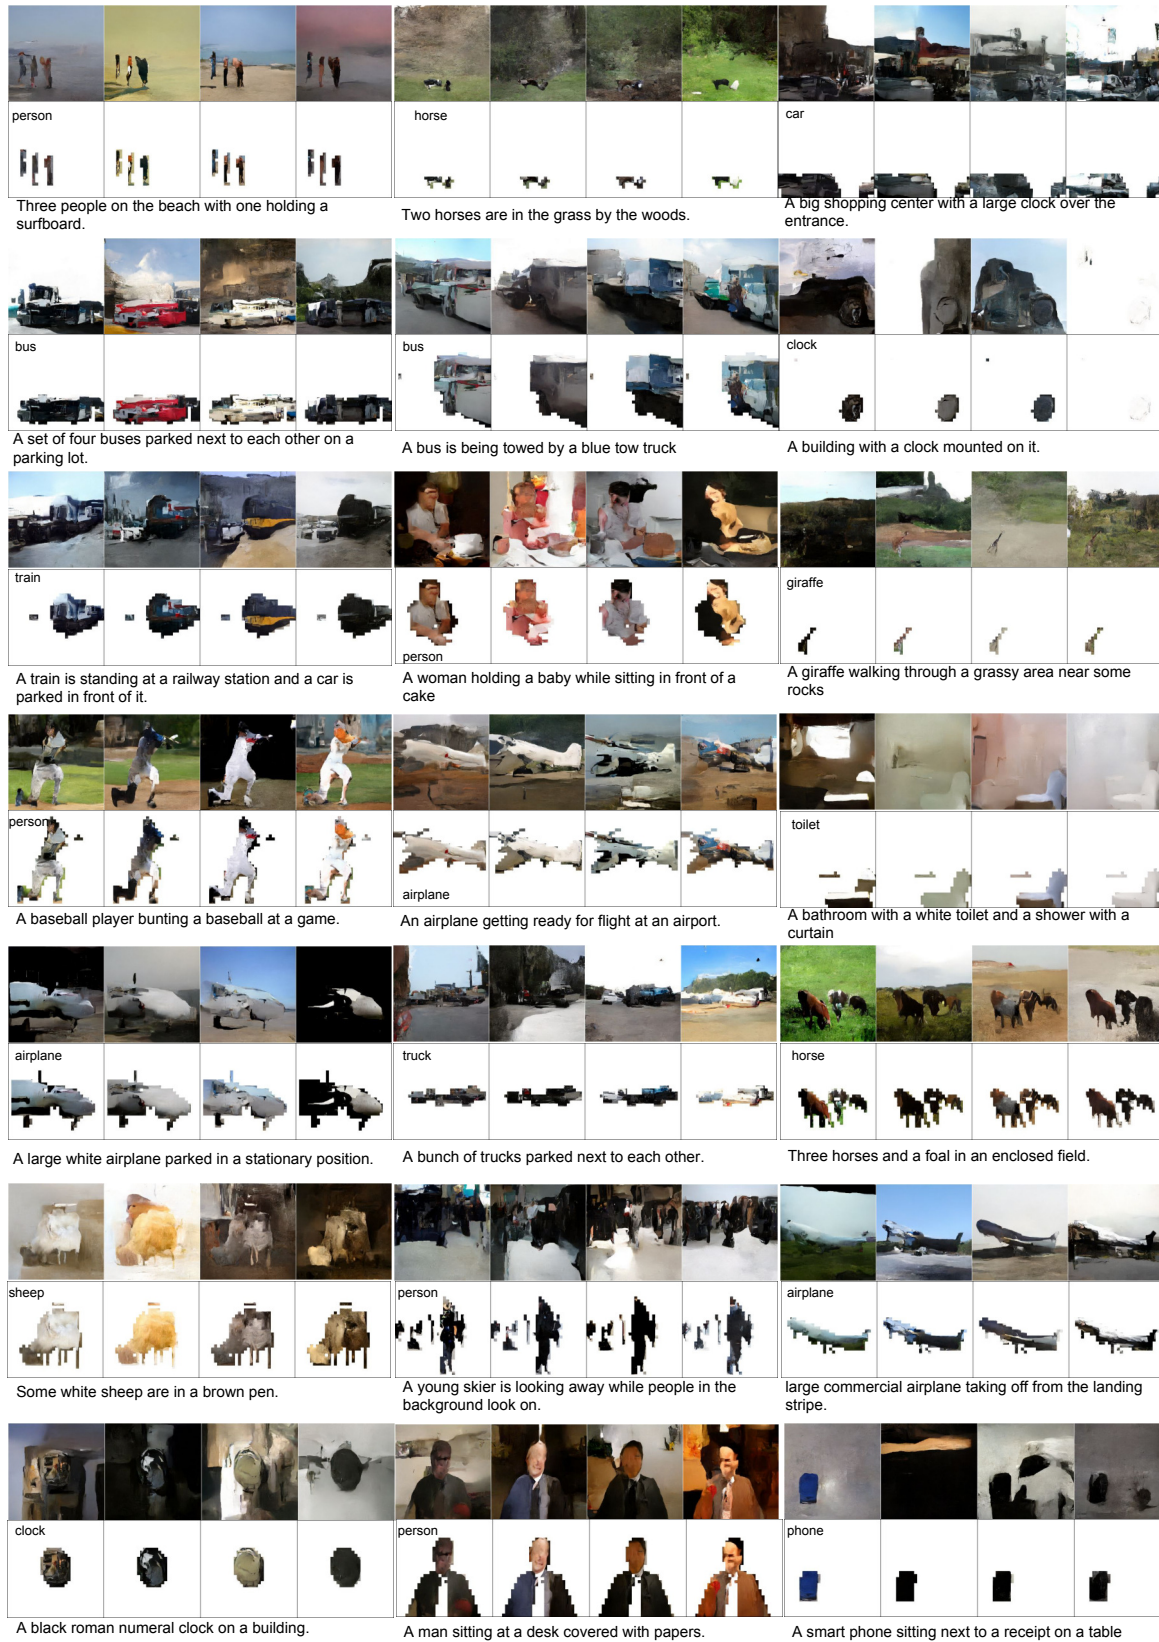 person
horse
car
Three people on the beach with one holding a
surfboard.
Two horses are in the grass by the woods.
A big shopping center with a large clock over the
entrance.
bus
bus
clock
A set of four buses parked next to each other on a
parking lot.
A bus is being towed by a blue tow truck
A building with a clock mounted on it.
train
person
giraffe
A train is standing at a railway station and a car is
parked in front of it.
A woman holding a baby while sitting in front of a
cake
A giraffe walking through a grassy area near some
rocks
person
airplane
toilet
A baseball player bunting a baseball at a game.
An airplane getting ready for flight at an airport.
A bathroom with a white toilet and a shower with a
curtain
airplane
truck
horse
A large white airplane parked in a stationary position.
A bunch of trucks parked next to each other.
Three horses and a foal in an enclosed field.
sheep
person
airplane
Some white sheep are in a brown pen.
A young skier is looking away while people in the
background look on.
large commercial airplane taking off from the landing
stripe.
clock
person
phone
A black roman numeral clock on a building.
A man sitting at a desk covered with papers.
A smart phone sitting next to a receipt on a table